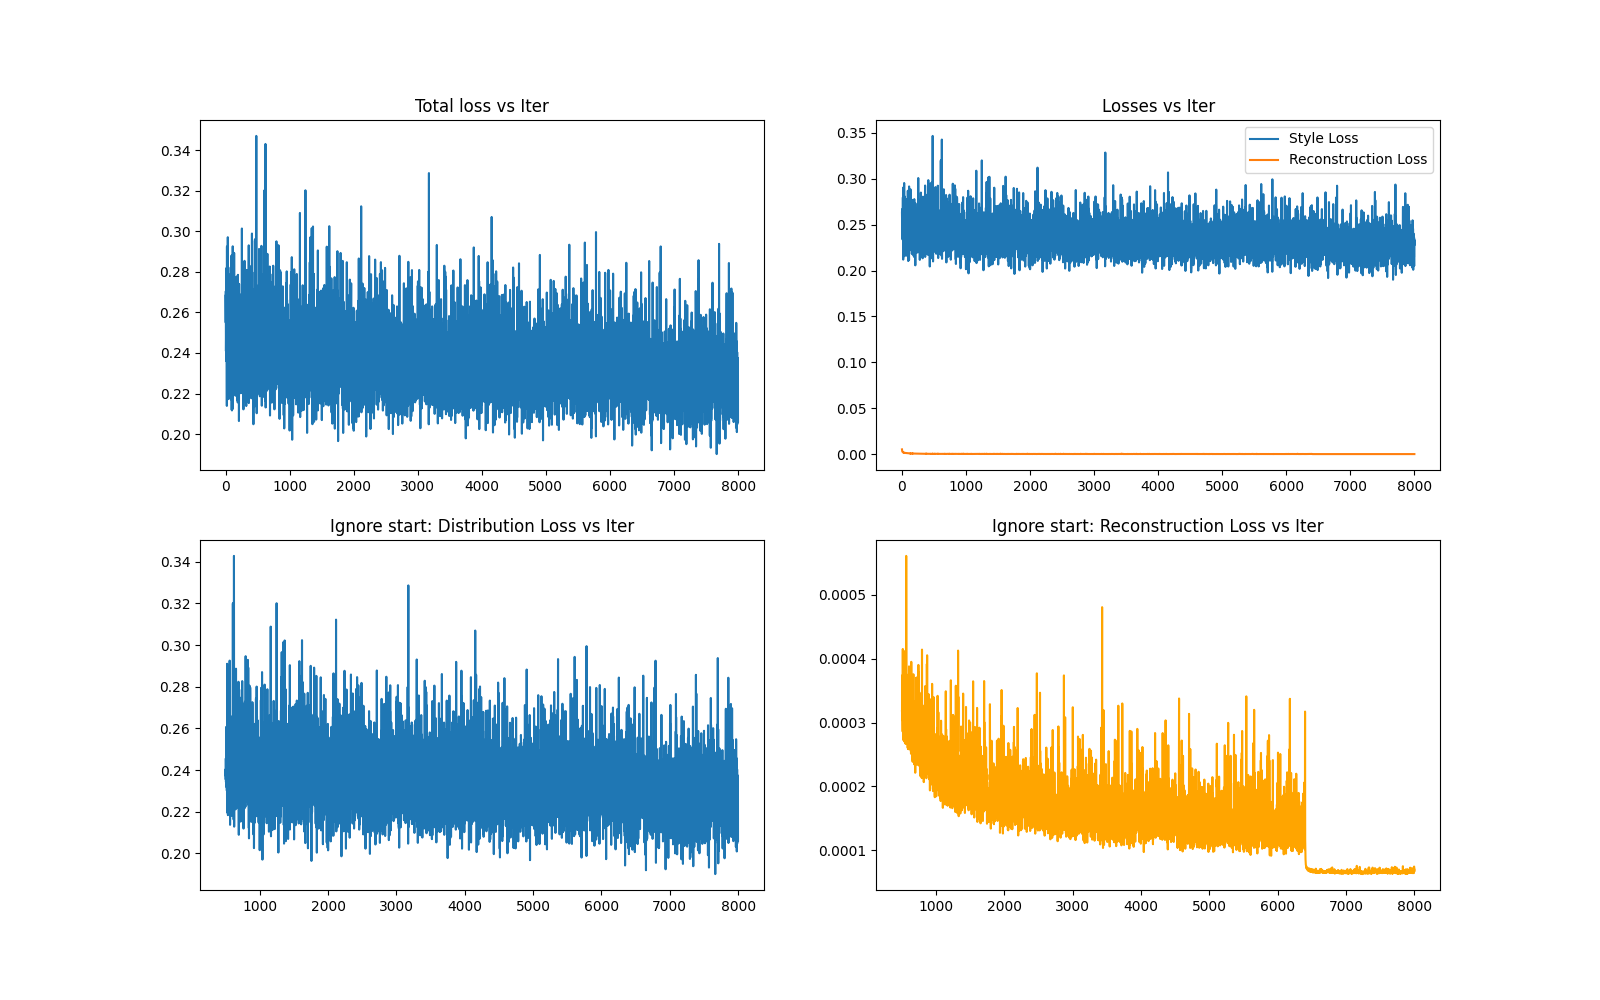 Total loss vs Iter
0.34
0.32
0.30
0.28
0.26
0.24
0.22
0.20
0 1000 2000 3000 4000 5000 6000 7000 8000
Losses vs Iter
0.35
0.30
0.25
0.20
0.15
0.10
0.05
0.00
Style Loss
Reconstruction Loss
0 1000 2000 3000 4000 5000 6000 7000 8000
Ignore start: Distribution Loss vs Iter
0.34
0.32
0.30
0.28
0.26
0.24
0.22
0.20
1000 2000 3000 4000 5000 6000 7000 8000
Ignore start: Reconstruction Loss vs Iter
0.0005
0.0004
0.0003
0.0002
0.0001
1000 2000 3000 4000 5000 6000 7000 8000